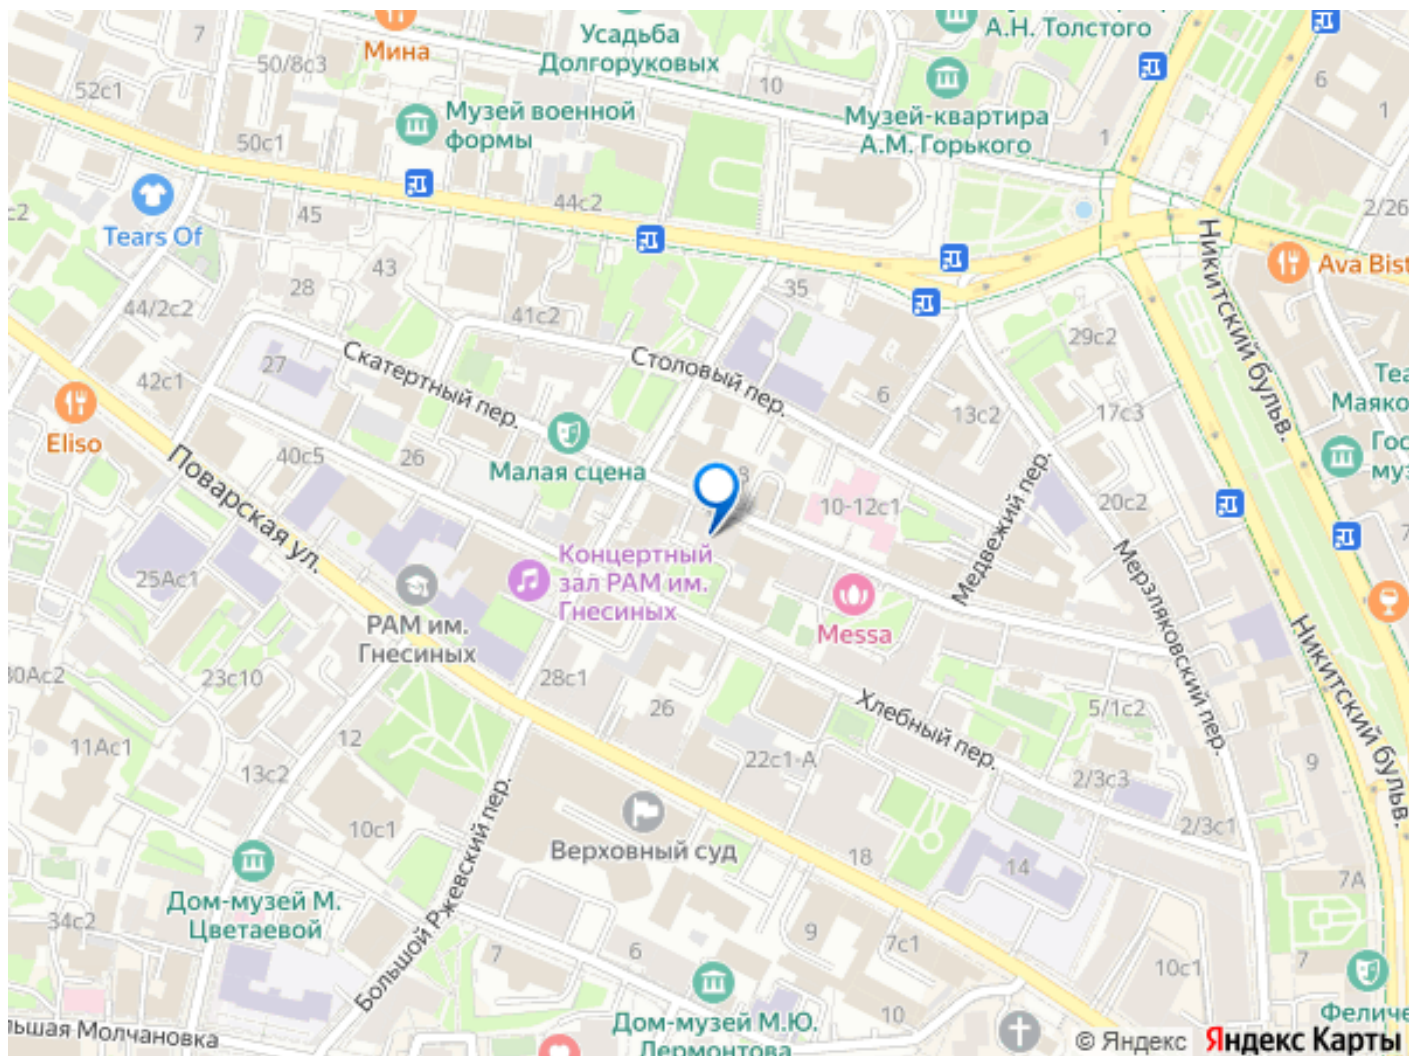 7
Мина
50/8с3
Усадьба
Долгоруковых
А.Н. Толстого
10
6
1
52с1
Музей военной
формы
Музей-квартира
А.М. Горького
1
50с1
44с2
45
2/26
с2
Tears Of
Ava Bist
43
28
35
44/2с2
41с2
29с2
Никитский бульв.
Скатертный пер.
Столовый пер.
27
42с1
6
13с2
17с3
Теа
Маяко
Eliso
Малая сцена
40с5
26
Гос
муз
10-12с1
20с2
Поварская ул.
Медвежий пер.
Мерзляковский пер.
Концертный
зал РАМ им.
Гнесиных
25Ас1
РАМ им.
Гнесиных
Messa
Никитский бульв.
30Ас2
23с10
28с1
26
Хлебный пер.
5/1с2
12
11Ас1
13с2
22с1-А
2/3с3
9
Большой Ржевский пер.
10с1
Верховный суд
2/3с1
18
14
7А
Дом-музей М.
Цветаевой
34с2
9
7с1
7
6
10с1
7
10
Феличе
льшая Молчановка
Дом-музей М.Ю.
Лермонтова
© Яндекс Яндекс Карты